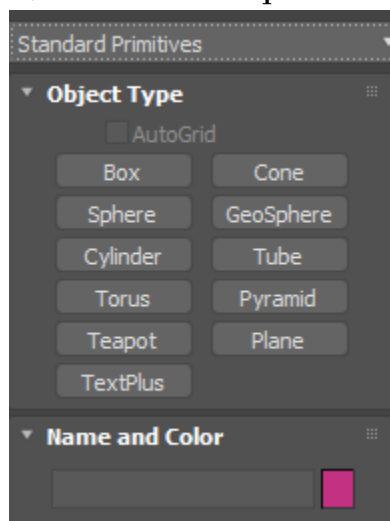 Standard Primitives
Object Type
AutoGrid
Box Cone
Sphere GeoSphere
Cylinder Tube
Torus Pyramid
Teapot Plane
TextPlus
Name and Color